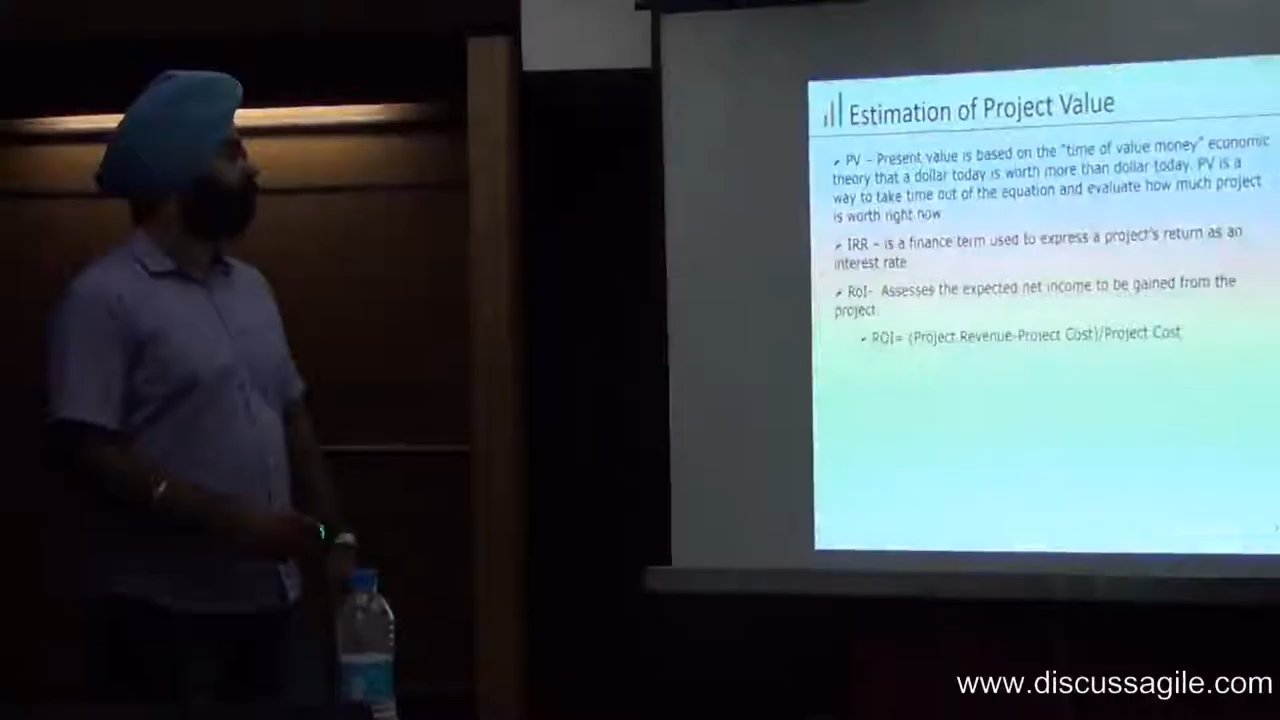 Estimation of Project Value
PV – Present value is based on the "time of value money" economic
theory that a dollar today is worth more than dollar today. PV is a
way to take time out of the equation and evaluate how much project
is worth right now
IRR – is a finance term used to express a project's return as an
interest rate
RoI- Assesses the expected net income to be gained from the
project.
ROI= (Project Revenue-Project Cost)/Project Cost
www.discussagile.com